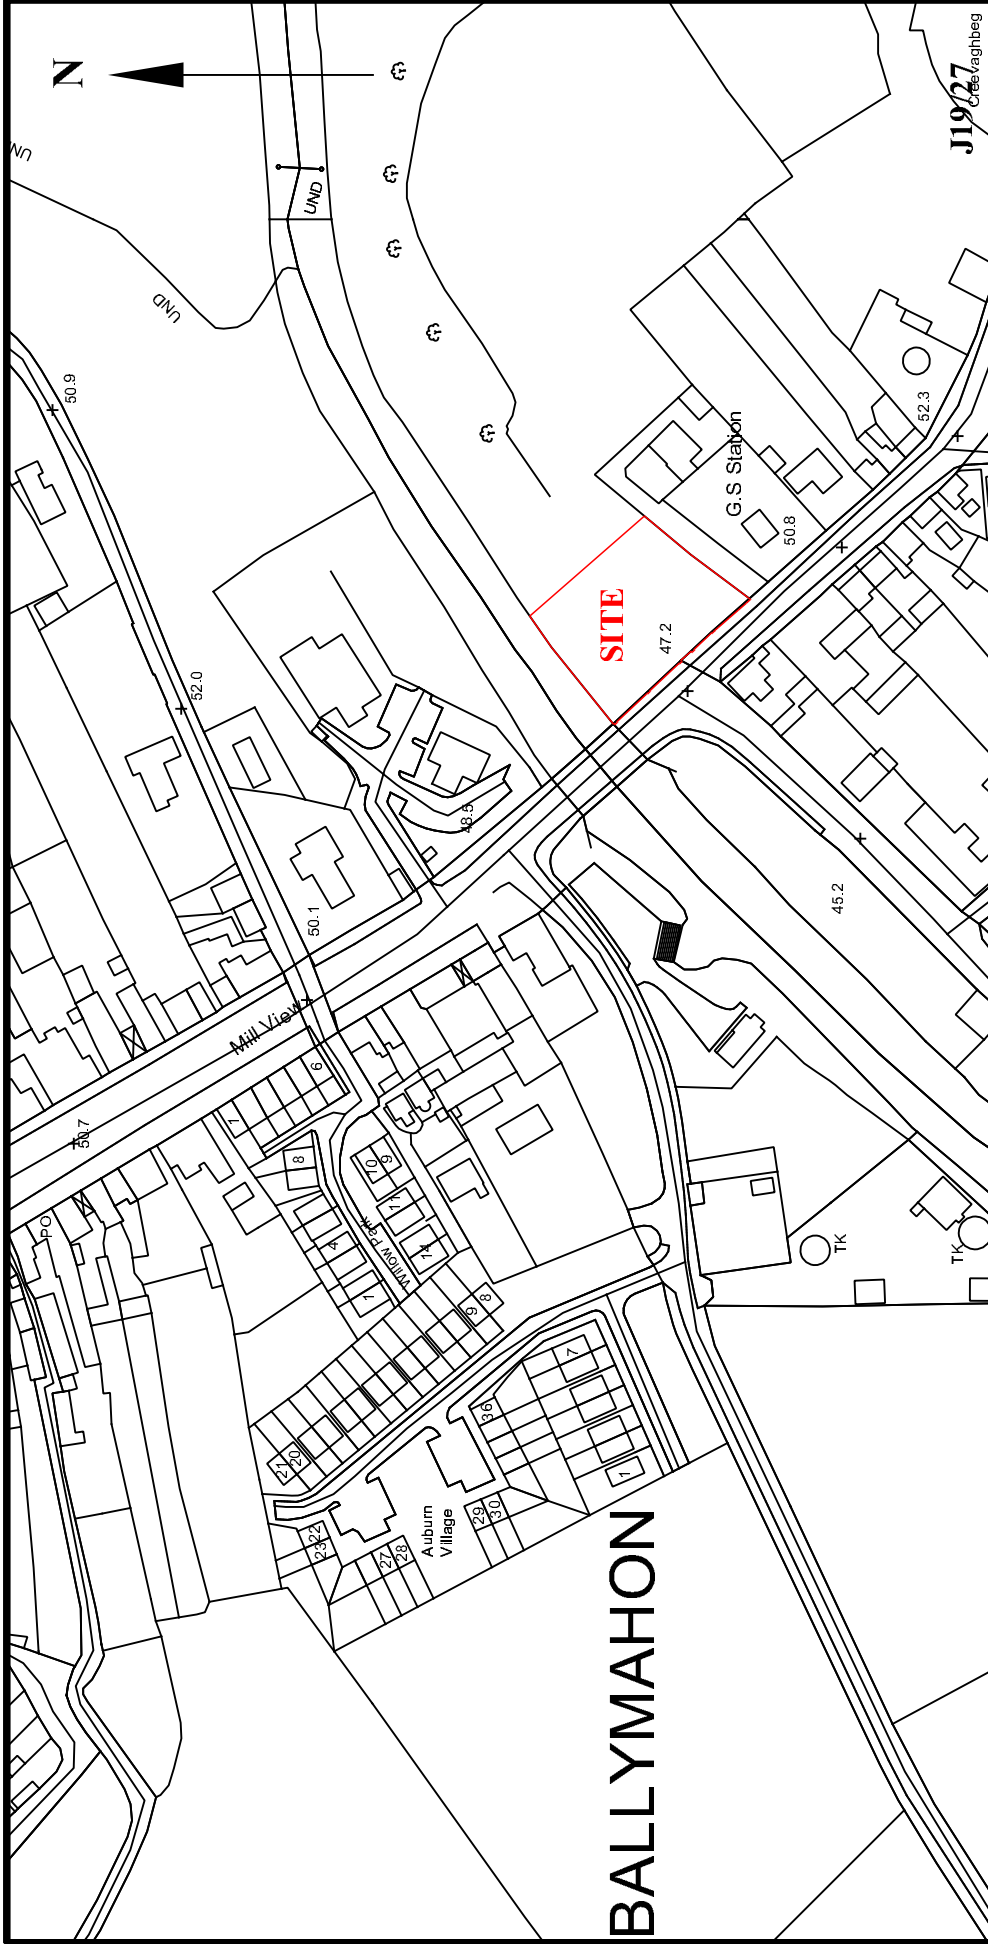 N
UND
UND
UND
J19/27
Creevaghbeg
50.9
52.0
50.1
50.7
48.5
47.2
50.8
52.3
45.2
SITE
G.S Station
Mill View
PO
1
6
8
4
1
10
9
11
14
Willow Park
9
8
21
20
22
23
27
28
29
30
36
7
1
Auburn
Village
TK
TK
BALLYMAHON